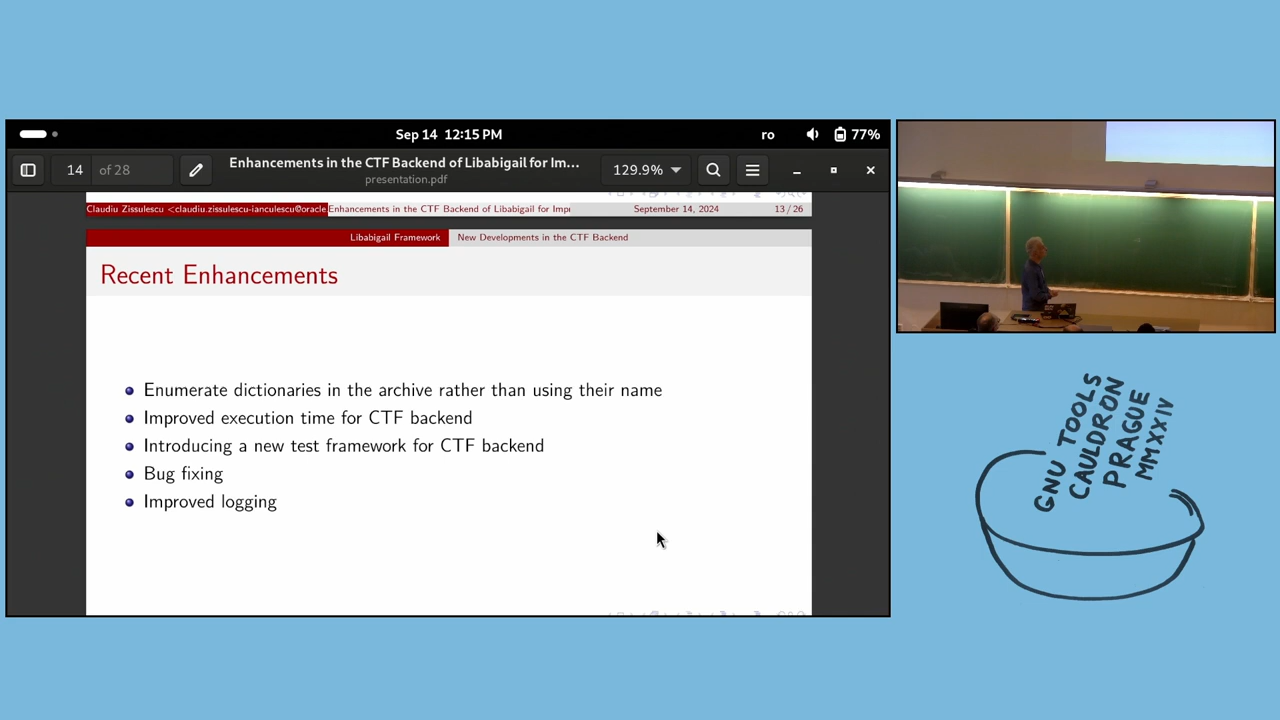 Sep 14 12:15 PM
ro
77%
14 of 28
Enhancements in the CTF Backend of Libabigail for Im...
presentation.pdf
129.9%
Claudiu Zissulescu <claudiu.zissulescu-ianculescu@oracle
Enhancements in the CTF Backend of Libabigail for Imp
September 14, 2024
13 / 26
Libabigail Framework
New Developments in the CTF Backend
Recent Enhancements
Enumerate dictionaries in the archive rather than using their name
Improved execution time for CTF backend
Introducing a new test framework for CTF backend
Bug fixing
Improved logging
GNU TOOLS
CAULDRON
PRAGUE
MMXXIV